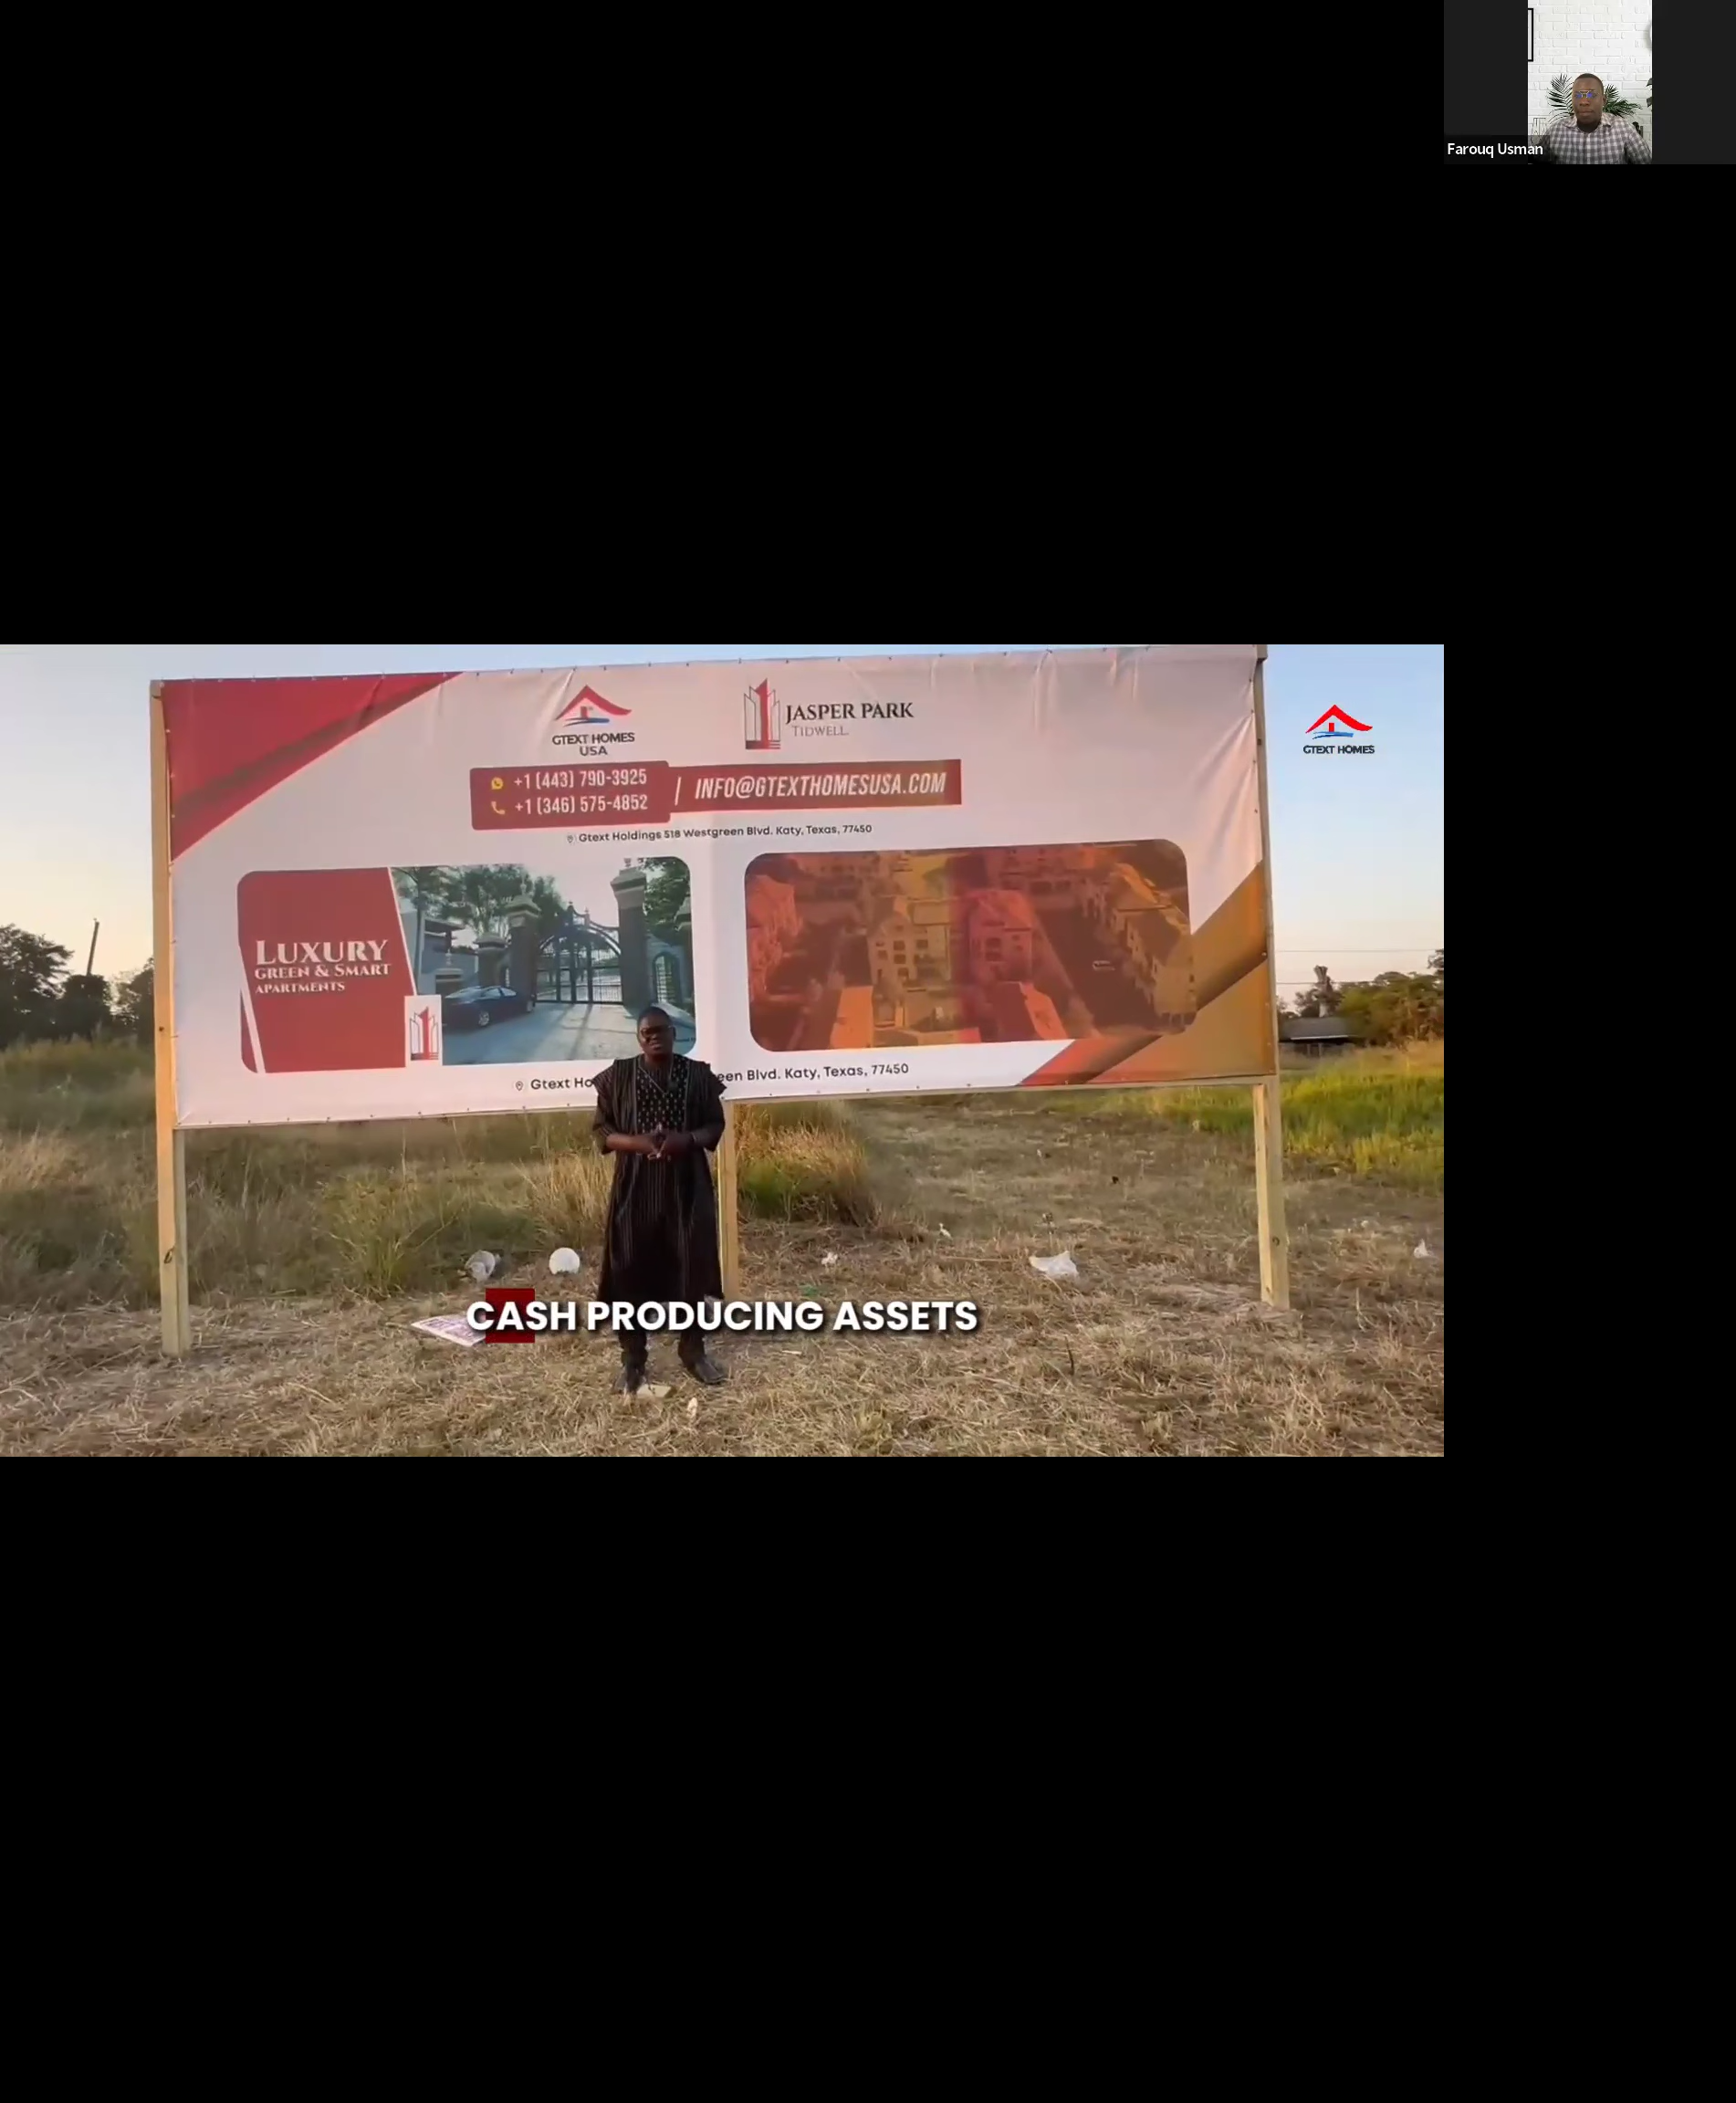 Farouq Usman
GTEXT HOMES
USA
JASPER PARK
TIDWELL
+1 (443) 790-3925
+1 (346) 575-4852
| INFO@GTEXTHOMESUSA.COM
Gtext Holdings 518 Westgreen Blvd. Katy, Texas, 77450
GTEXT HOMES
LUXURY
GREEN & SMART
APARTMENTS
Gtext Ho een Blvd. Katy, Texas, 77450
CASH PRODUCING ASSETS